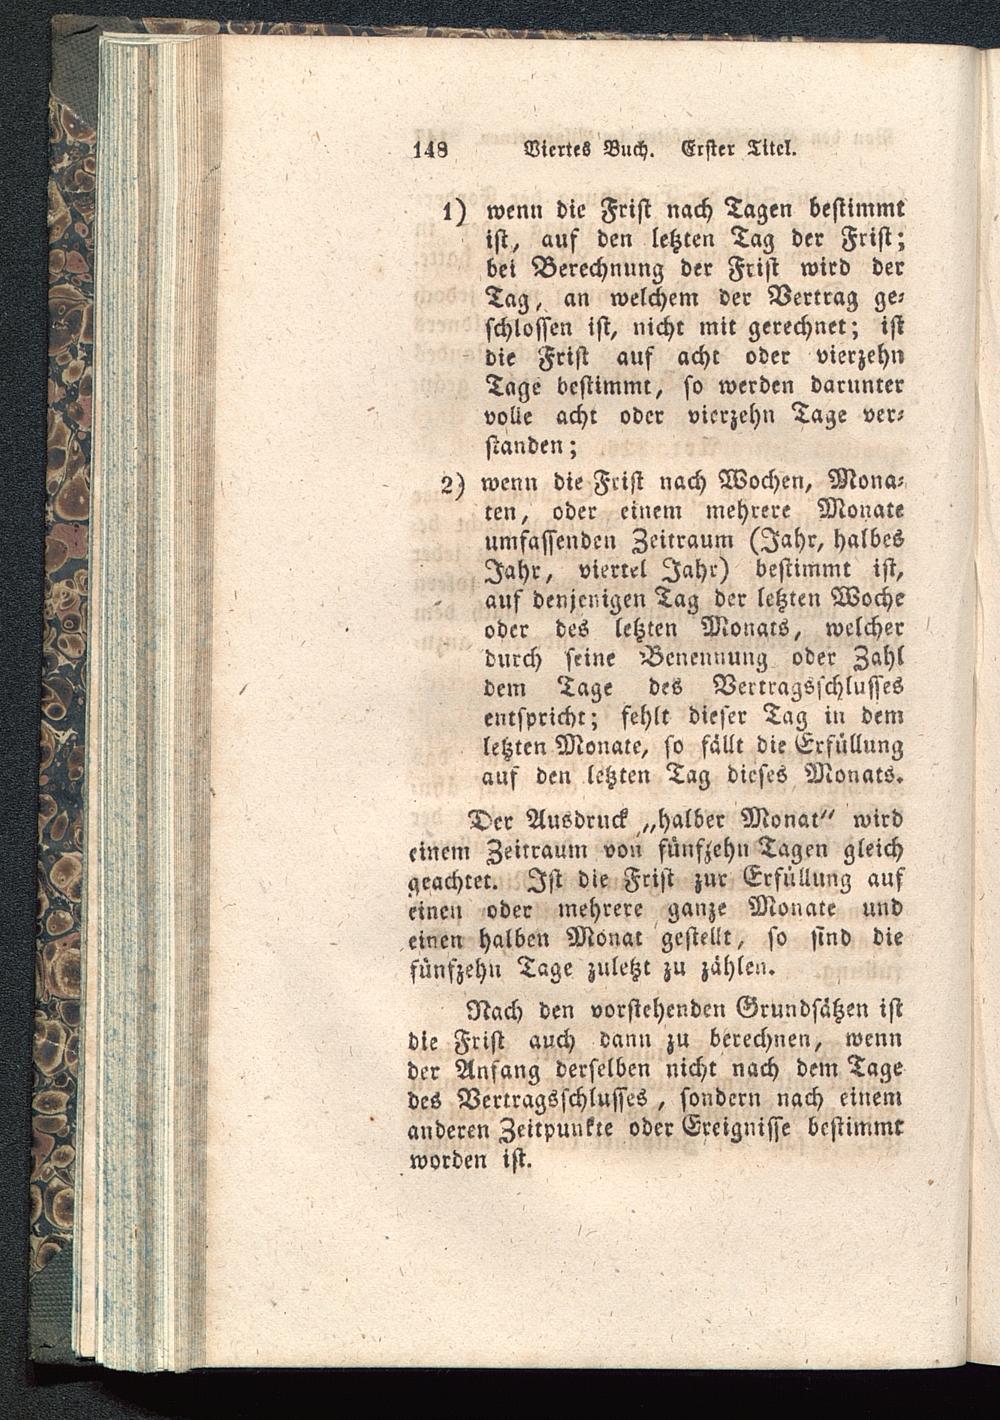 148 Viertes Buch. Erster Titel.
1) wenn die Frist nach Tagen bestimmt
ist, auf den letzten Tag der Frist;
bei Berechnung der Frist wird der
Tag, an welchem der Vertrag ge-
schlossen ist, nicht mit gerechnet; ist
die Frist auf acht oder vierzehn
Tage bestimmt, so werden darunter
volle acht oder vierzehn Tage ver-
standen;
2) wenn die Frist nach Wochen, Mona-
ten, oder einem mehrere Monate
umfassenden Zeitraum (Jahr, halbes
Jahr, viertel Jahr) bestimmt ist,
auf denjenigen Tag der letzten Woche
oder des letzten Monats, welcher
durch seine Benennung oder Zahl
dem Tage des Vertragsschlusses
entspricht; fehlt dieser Tag in dem
letzten Monate, so fällt die Erfüllung
auf den letzten Tag dieses Monats.
Der Ausdruck „halber Monat“ wird
einem Zeitraum von fünfzehn Tagen gleich
geachtet. Ist die Frist zur Erfüllung auf
einen oder mehrere ganze Monate und
einen halben Monat gestellt, so sind die
fünfzehn Tage zuletzt zu zählen.
Nach den vorstehenden Grundsätzen ist
die Frist auch dann zu berechnen, wenn
der Anfang derselben nicht nach dem Tage
des Vertragsschlusses, sondern nach einem
anderen Zeitpunkte oder Ereignisse bestimmt
worden ist.